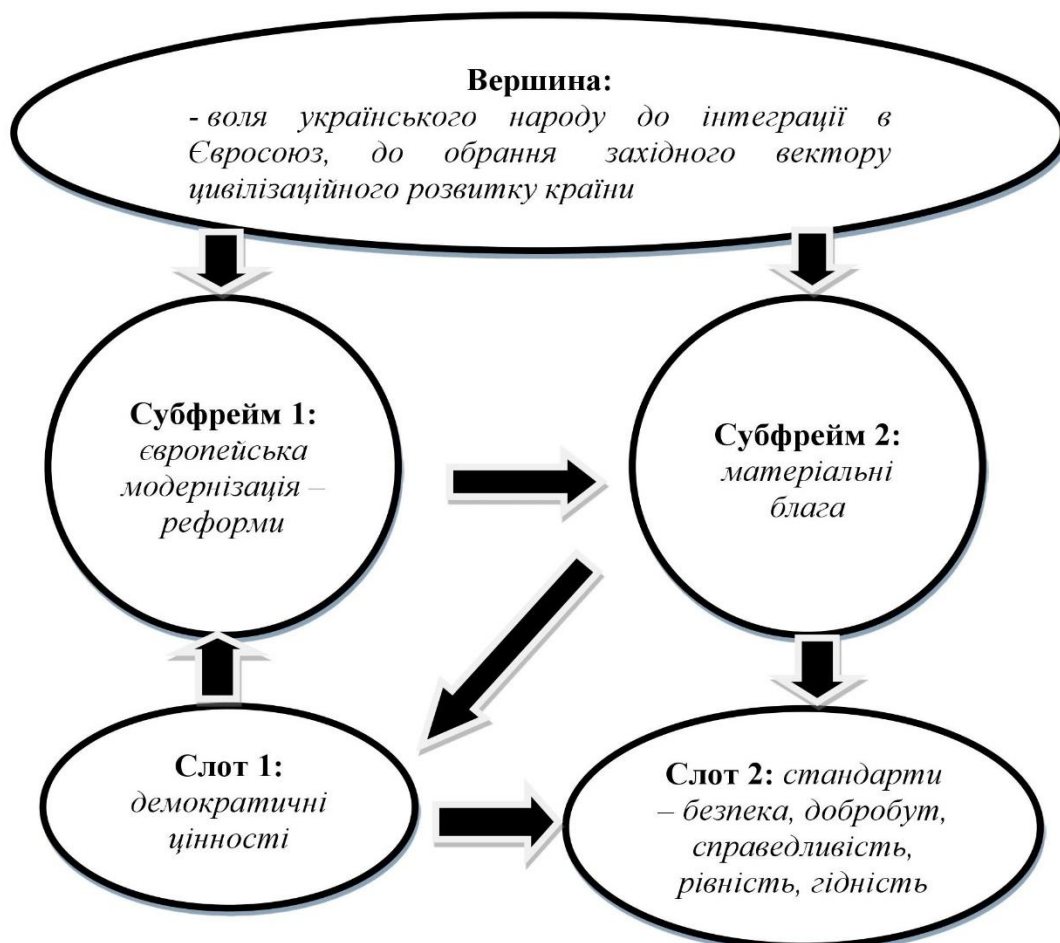 Вершина:
- воля українського народу до інтеграції в
Євросоюз, до обрання західного вектору
цивілізаційного розвитку країни
Субфрейм 1:
європейська
модернізація –
реформи
Субфрейм 2:
матеріальні
блага
Слот 1:
демократичні
цінності
Слот 2: стандарти
– безпека, добробут,
справедливість,
рівність, гідність